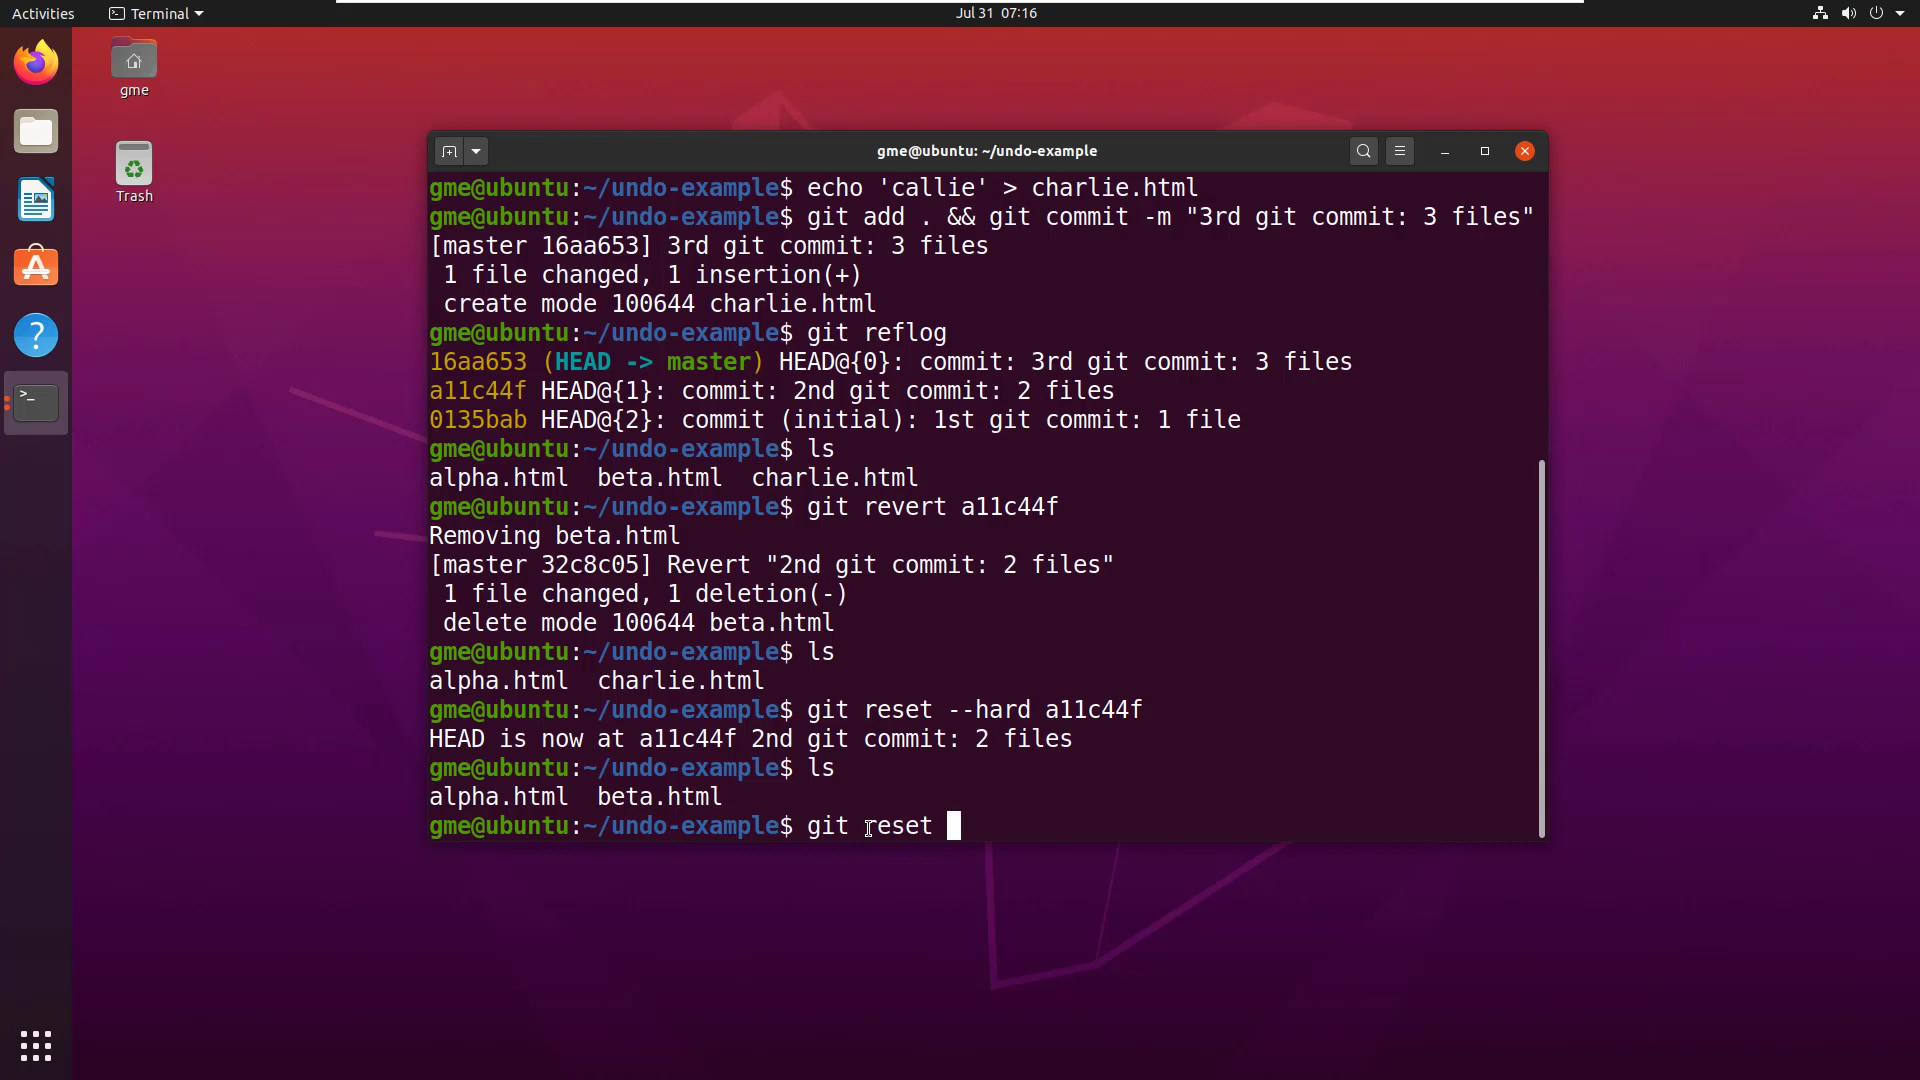 Activities
Terminal
Jul 31 07:16
gme
Trash
gme@ubuntu: ~/undo-example
gme@ubuntu:~/undo-example$ echo 'callie' > charlie.html
gme@ubuntu:~/undo-example$ git add . && git commit -m "3rd git commit: 3 files"
[master 16aa653] 3rd git commit: 3 files
 1 file changed, 1 insertion(+)
 create mode 100644 charlie.html
gme@ubuntu:~/undo-example$ git reflog
16aa653 (HEAD -> master) HEAD@{0}: commit: 3rd git commit: 3 files
a11c44f HEAD@{1}: commit: 2nd git commit: 2 files
0135bab HEAD@{2}: commit (initial): 1st git commit: 1 file
gme@ubuntu:~/undo-example$ ls
alpha.html  beta.html  charlie.html
gme@ubuntu:~/undo-example$ git revert a11c44f
Removing beta.html
[master 32c8c05] Revert "2nd git commit: 2 files"
 1 file changed, 1 deletion(-)
 delete mode 100644 beta.html
gme@ubuntu:~/undo-example$ ls
alpha.html  charlie.html
gme@ubuntu:~/undo-example$ git reset --hard a11c44f
HEAD is now at a11c44f 2nd git commit: 2 files
gme@ubuntu:~/undo-example$ ls
alpha.html  beta.html
gme@ubuntu:~/undo-example$ git reset